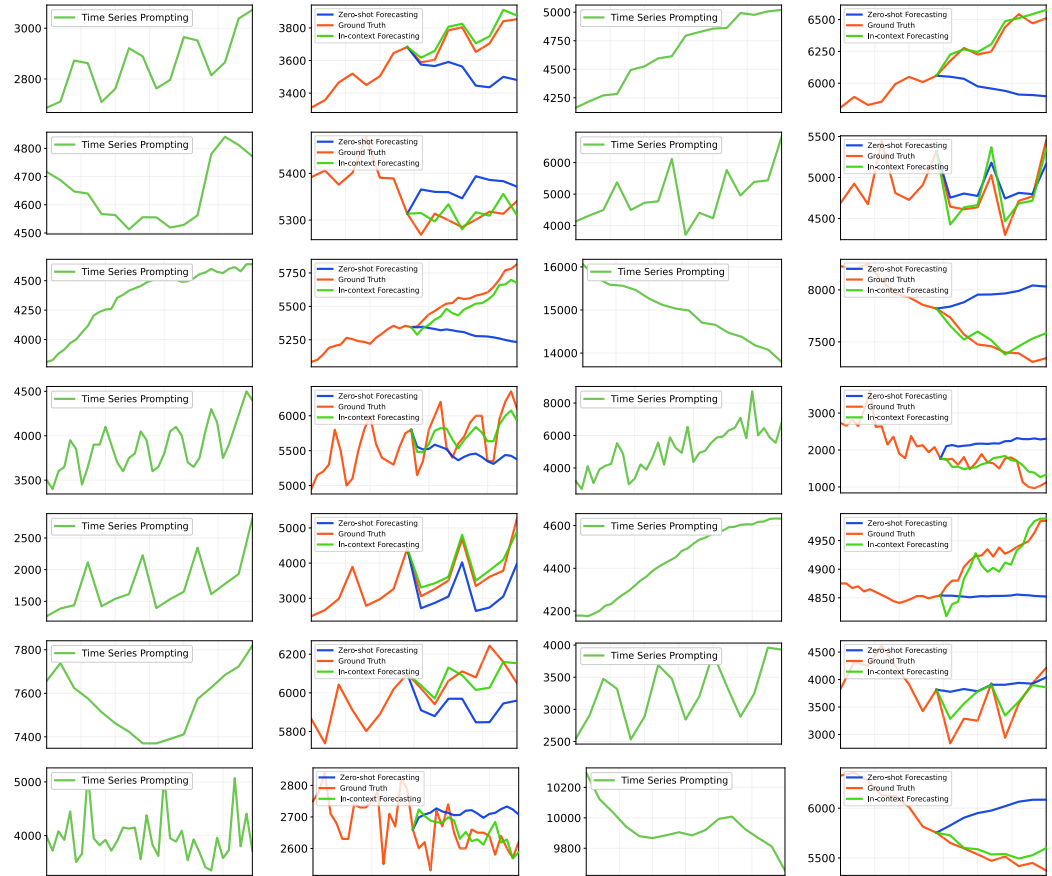 3000
2800
Time Series Prompting
3800
3600
3400
Zero-shot Forecasting
Ground Truth
In-context Forecasting
5000
4750
4500
4250
Time Series Prompting
6500
6250
6000
Zero-shot Forecasting
Ground Truth
In-context Forecasting
4800
4700
4600
4500
Time Series Prompting
5400
5300
Zero-shot Forecasting
Ground Truth
In-context Forecasting
6000
5000
4000
Time Series Prompting
5500
5000
4500
Zero-shot Forecasting
Ground Truth
In-context Forecasting
4500
4000
Time Series Prompting
5750
5500
5250
Zero-shot Forecasting
Ground Truth
In-context Forecasting
16000
15000
14000
Time Series Prompting
8000
7500
Zero-shot Forecasting
Ground Truth
In-context Forecasting
4500
4000
3500
Time Series Prompting
6000
5500
5000
Zero-shot Forecasting
Ground Truth
In-context Forecasting
8000
6000
4000
Time Series Prompting
3000
2000
1000
Zero-shot Forecasting
Ground Truth
In-context Forecasting
2500
2000
1500
Time Series Prompting
5000
4000
3000
Zero-shot Forecasting
Ground Truth
In-context Forecasting
4600
4400
4200
Time Series Prompting
4950
4900
4850
Zero-shot Forecasting
Ground Truth
In-context Forecasting
7800
7600
7400
Time Series Prompting
6200
6000
5800
Zero-shot Forecasting
Ground Truth
In-context Forecasting
4000
3500
3000
2500
Time Series Prompting
4500
4000
3500
3000
Zero-shot Forecasting
Ground Truth
In-context Forecasting
5000
4000
Time Series Prompting
2800
2700
2600
Zero-shot Forecasting
Ground Truth
In-context Forecasting
10200
10000
9800
Time Series Prompting
6000
5500
Zero-shot Forecasting
Ground Truth
In-context Forecasting